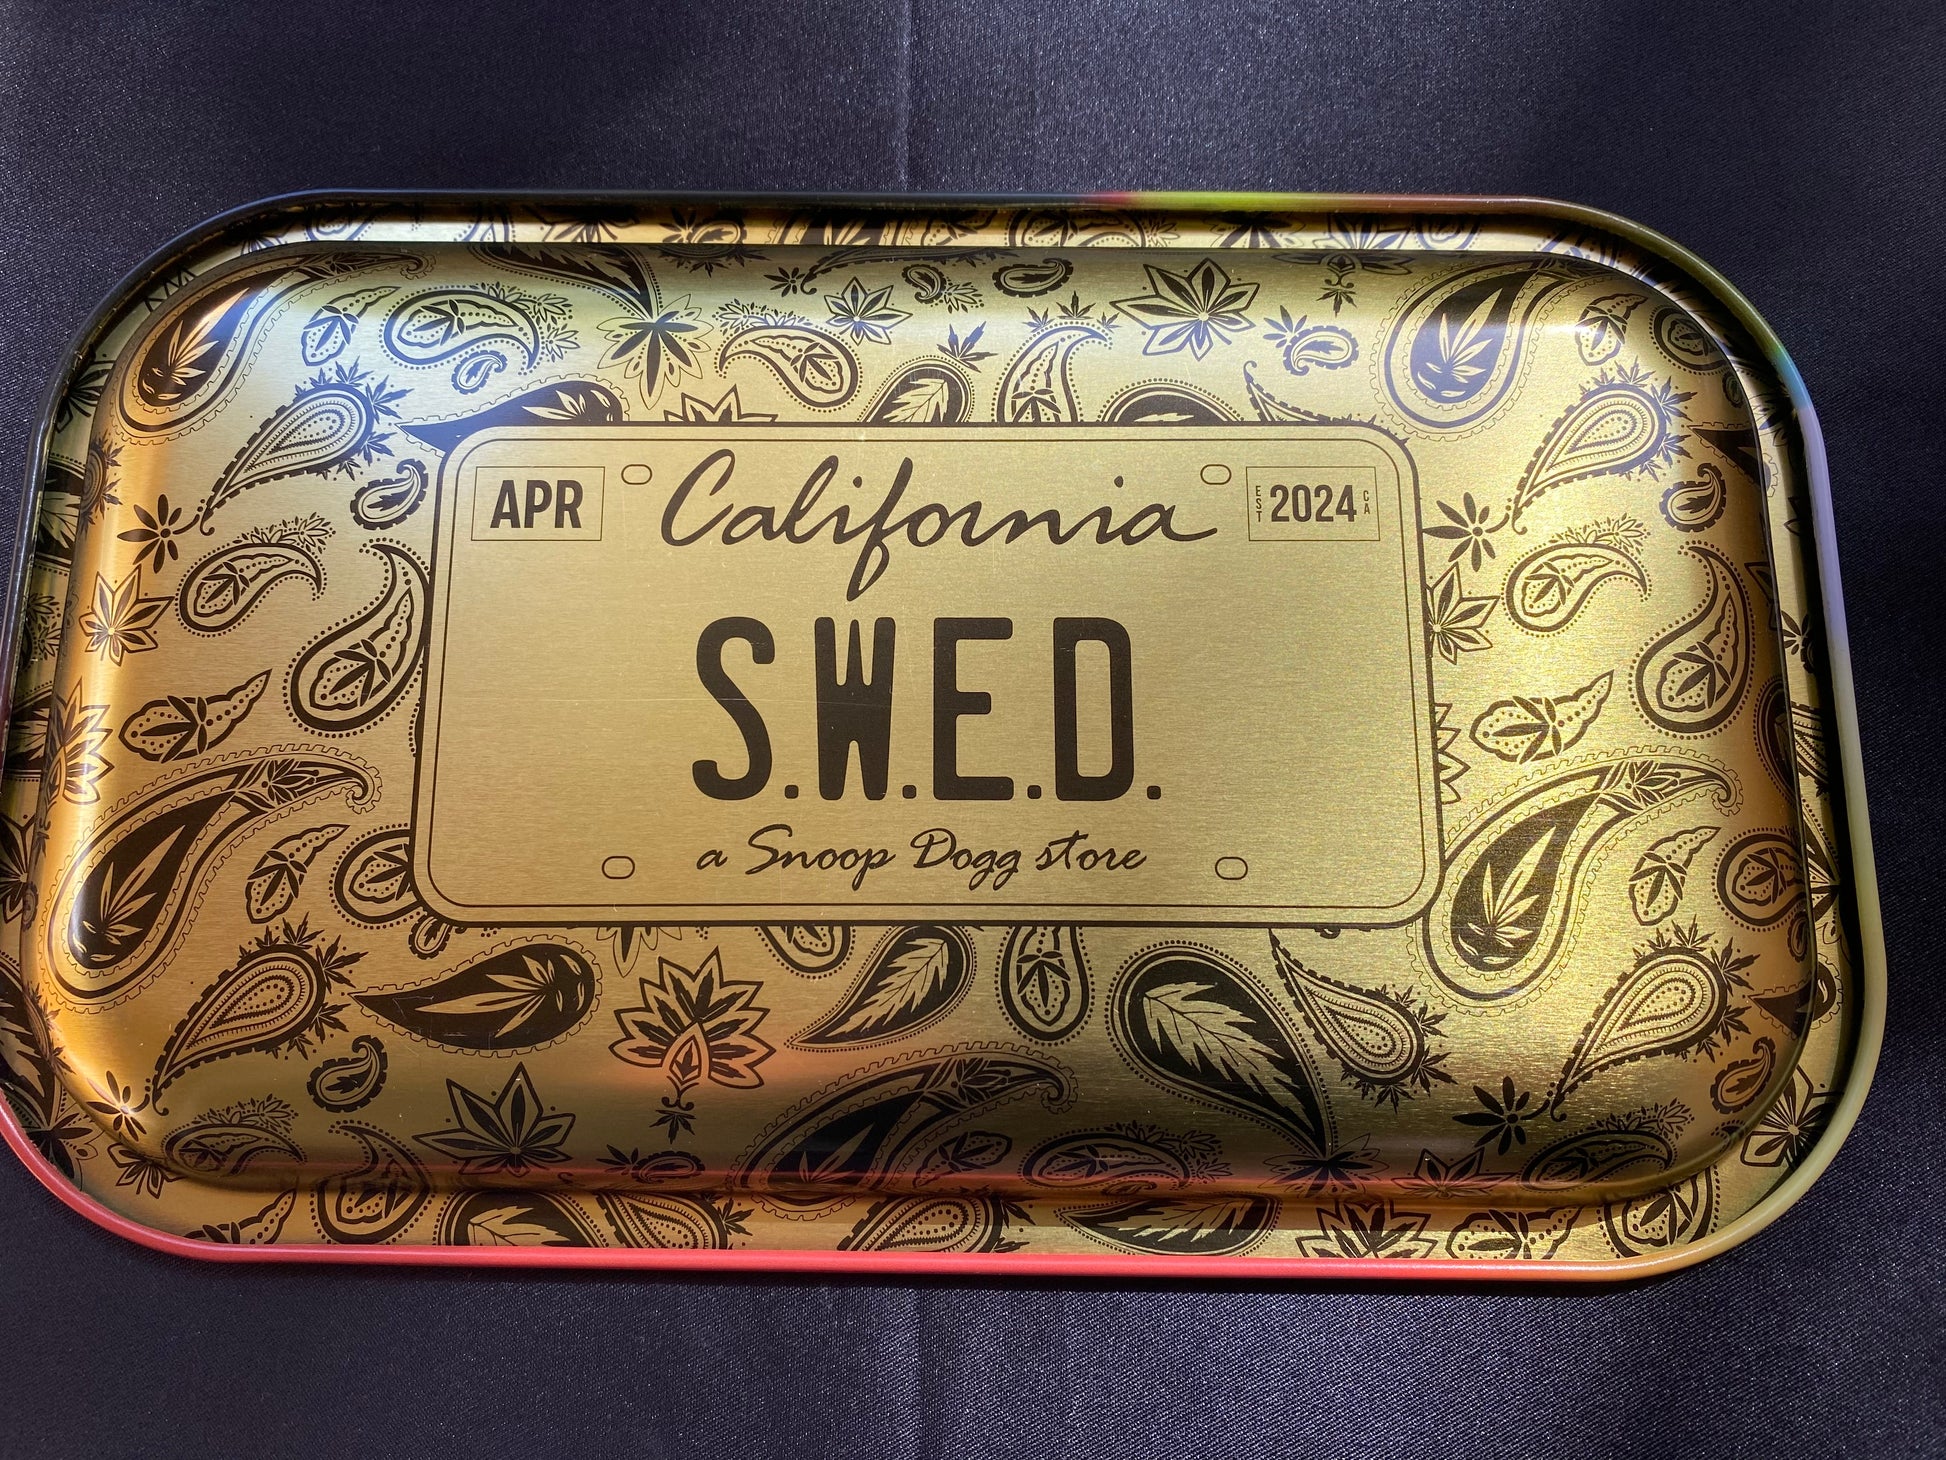 APR California EST 2024 CA
S.W.E.D.
a Snoop Dogg store